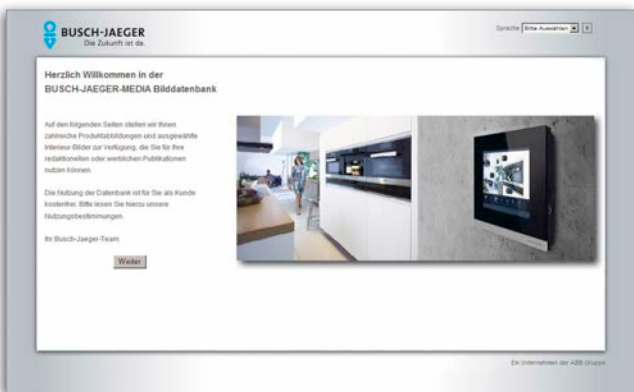 BUSCH-JAEGER
Die Zukunft ist da.
Sprache Bitte Auswählen
Herzlich Willkommen in der
BUSCH-JAEGER-MEDIA Bilddatenbank
Auf den folgenden Seiten stellen wir Ihnen
zahlreiche Produktabbildungen und ausgewählte
Interieur-Bilder zur Verfügung, die Sie für Ihre
redaktionellen oder werblichen Publikationen
nutzen können.
Die Nutzung der Datenbank ist für Sie als Kunde
kostenfrei. Bitte lesen Sie hierzu unsere
Nutzungsbestimmungen.
Ihr Busch-Jaeger-Team
Weiter
Ein Unternehmen der ABB Gruppe